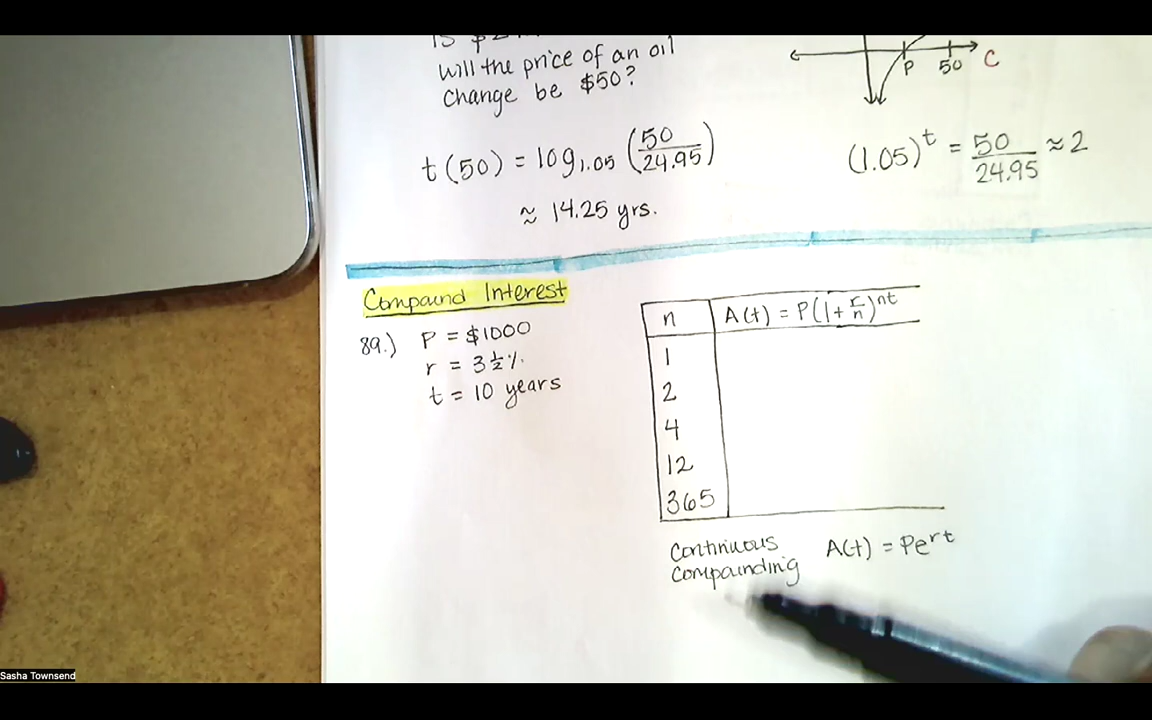 will the price of an oil
change be $50?
P 50 C
t(50) = log₁.₀₅ (50/24.95)
(1.05)ᵗ = 50/24.95 ≈ 2
≈ 14.25 yrs.
Compound Interest
89.) P = $1000
r = 3½%
t = 10 years
n A(t) = P(1+r/n)ⁿᵗ
1
2
4
12
365
Continuous
Compounding
A(t) = Peʳᵗ
Sasha Townsend